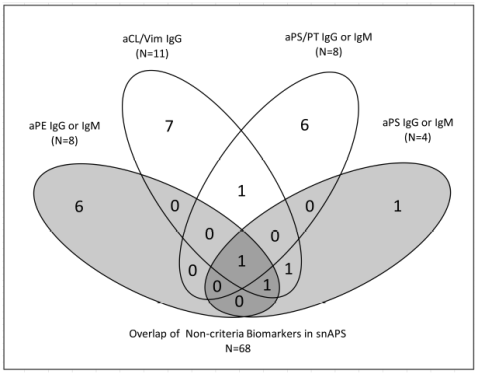 aCL/Vim IgG
(N=11)
aPS/PT IgG or IgM
(N=8)
aPE IgG or IgM
(N=8)
aPS IgG or IgM
(N=4)
7
6
1
6
0
0
1
0
0
1
0
1
0
1
0
Overlap of Non-criteria Biomarkers in snAPS
N=68